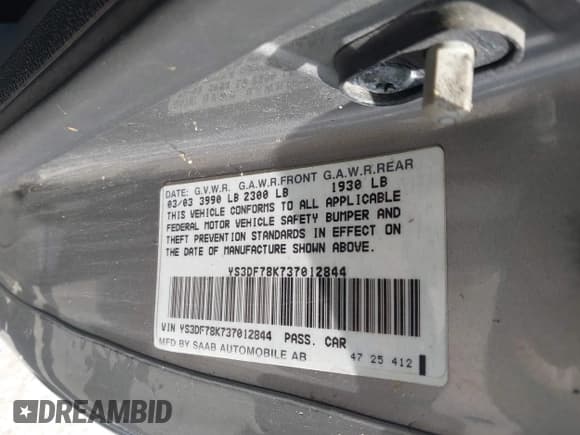 DATE: G.V.W.R. G.A.W.R.FRONT G.A.W.R.REAR
03/03 3990 LB 2300 LB 1930 LB
THIS VEHICLE CONFORMS TO ALL APPLICABLE
FEDERAL MOTOR VEHICLE SAFETY BUMPER AND
THEFT PREVENTION STANDARDS IN EFFECT ON
THE DATE OF MANUFACTURE SHOWN ABOVE.
YS3DF78K737012844
VIN YS3DF78K737012844 PASS. CAR
MFD BY SAAB AUTOMOBILE AB
47 25 412
DREAMBID